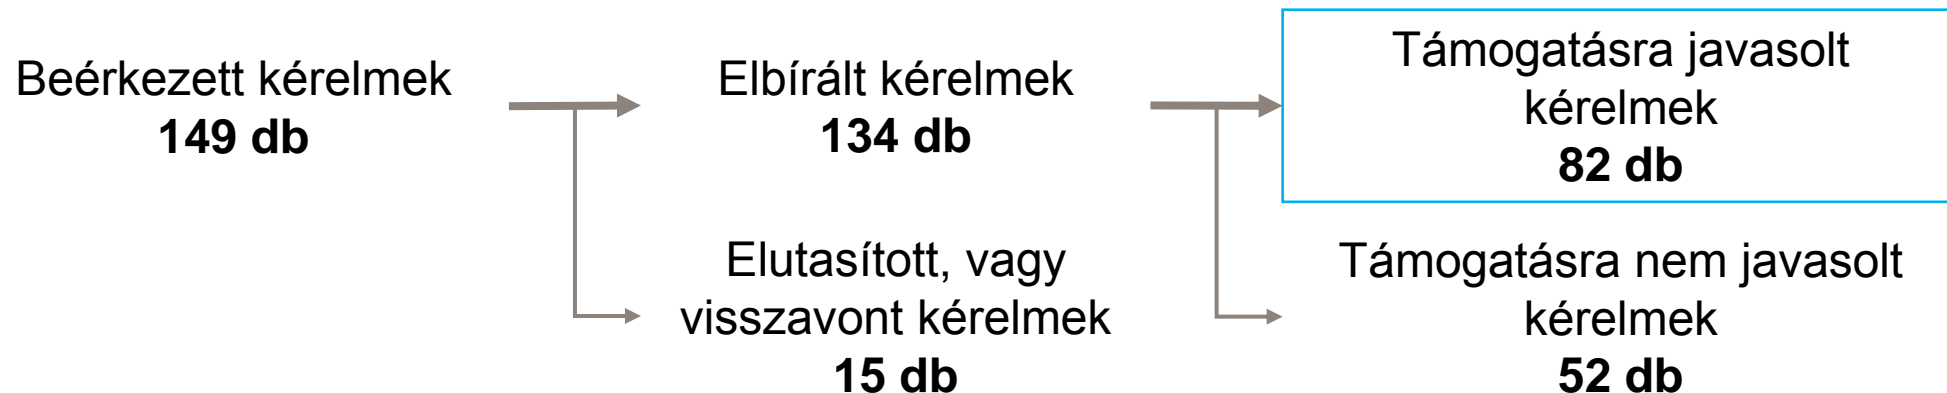 Beérkezett kérelmek
149 db
Elbírált kérelmek
134 db
Támogatásra javasolt
kérelmek
82 db
Elutasított, vagy
visszavont kérelmek
15 db
Támogatásra nem javasolt
kérelmek
52 db